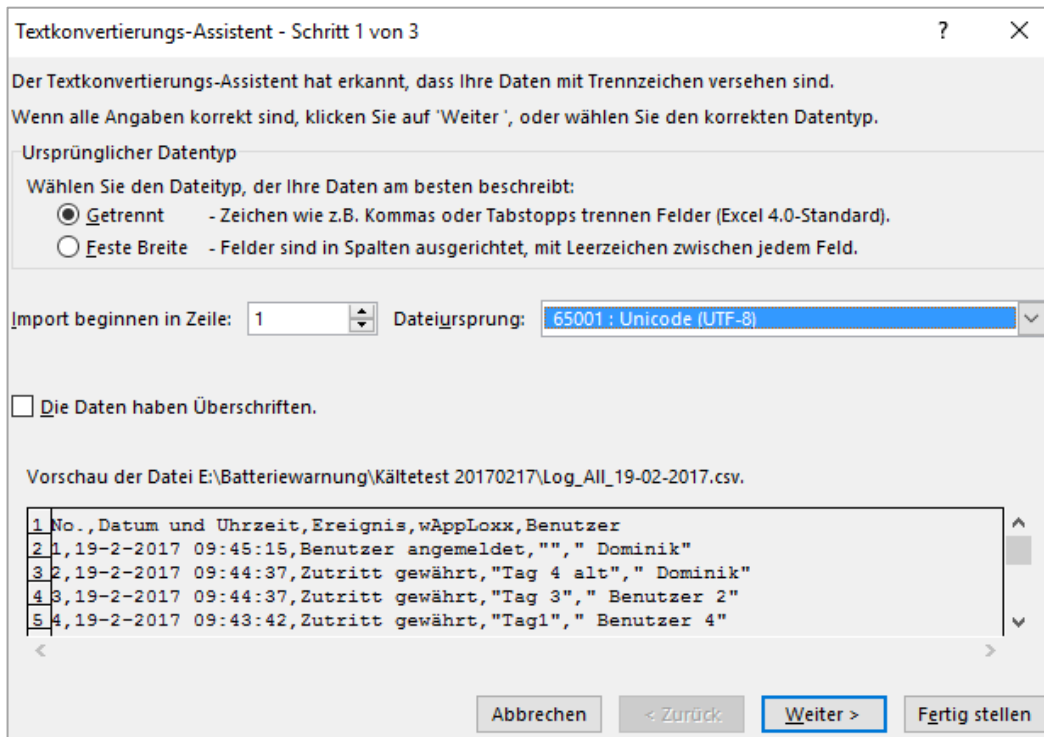 Textkonvertierungs-Assistent - Schritt 1 von 3 ? ×
Der Textkonvertierungs-Assistent hat erkannt, dass Ihre Daten mit Trennzeichen versehen sind.
Wenn alle Angaben korrekt sind, klicken Sie auf 'Weiter ', oder wählen Sie den korrekten Datentyp.
Ursprünglicher Datentyp
Wählen Sie den Dateityp, der Ihre Daten am besten beschreibt:
Getrennt - Zeichen wie z.B. Kommas oder Tabstopps trennen Felder (Excel 4.0-Standard).
Feste Breite - Felder sind in Spalten ausgerichtet, mit Leerzeichen zwischen jedem Feld.
Import beginnen in Zeile: 1 Dateiursprung: 65001 : Unicode (UTF-8)
Die Daten haben Überschriften.
Vorschau der Datei E:\Batteriewarnung\Kältetest 20170217\Log_All_19-02-2017.csv.
1 No.,Datum und Uhrzeit,Ereignis,wAppLoxx,Benutzer
2 1,19-2-2017 09:45:15,Benutzer angemeldet,""," Dominik"
3 2,19-2-2017 09:44:37,Zutritt gewährt,"Tag 4 alt"," Dominik"
4 3,19-2-2017 09:44:37,Zutritt gewährt,"Tag 3"," Benutzer 2"
5 4,19-2-2017 09:43:42,Zutritt gewährt,"Tag1"," Benutzer 4"
Abbrechen < Zurück Weiter > Fertig stellen